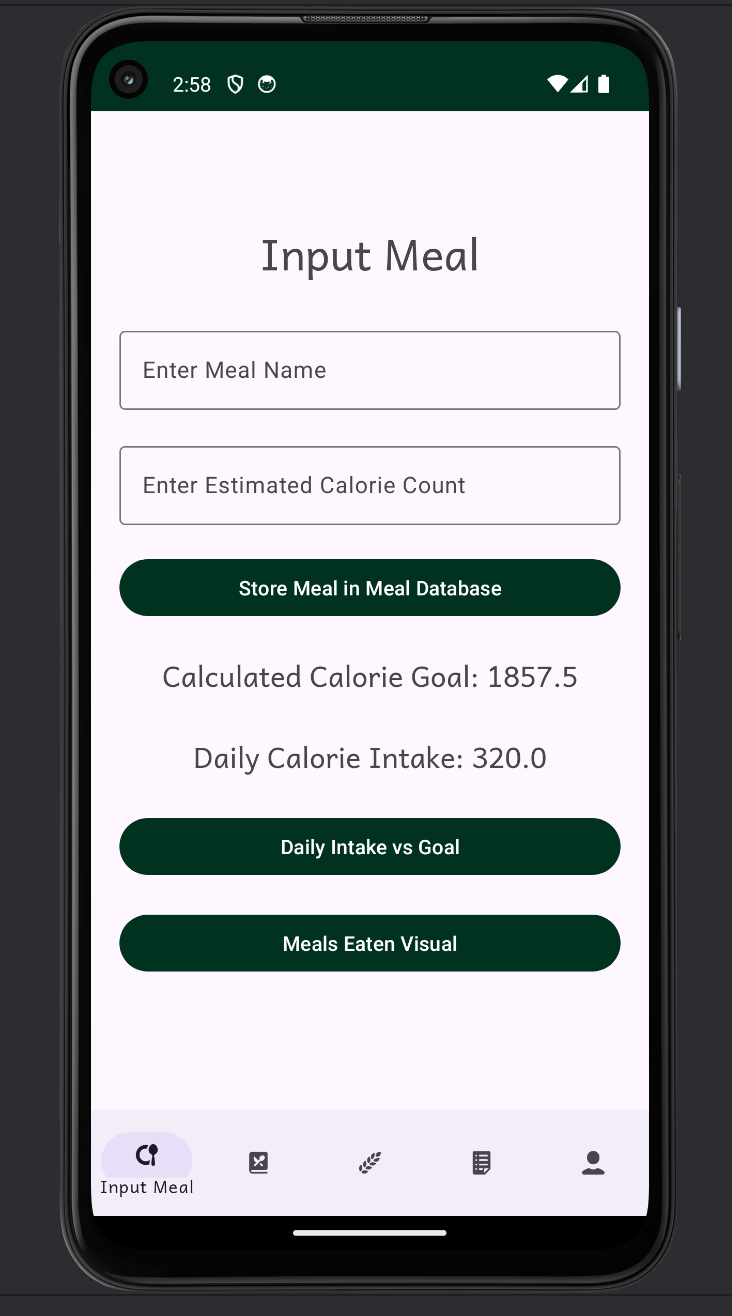 2:58
Input Meal
Enter Meal Name
Enter Estimated Calorie Count
Store Meal in Meal Database
Calculated Calorie Goal: 1857.5
Daily Calorie Intake: 320.0
Daily Intake vs Goal
Meals Eaten Visual
Input Meal